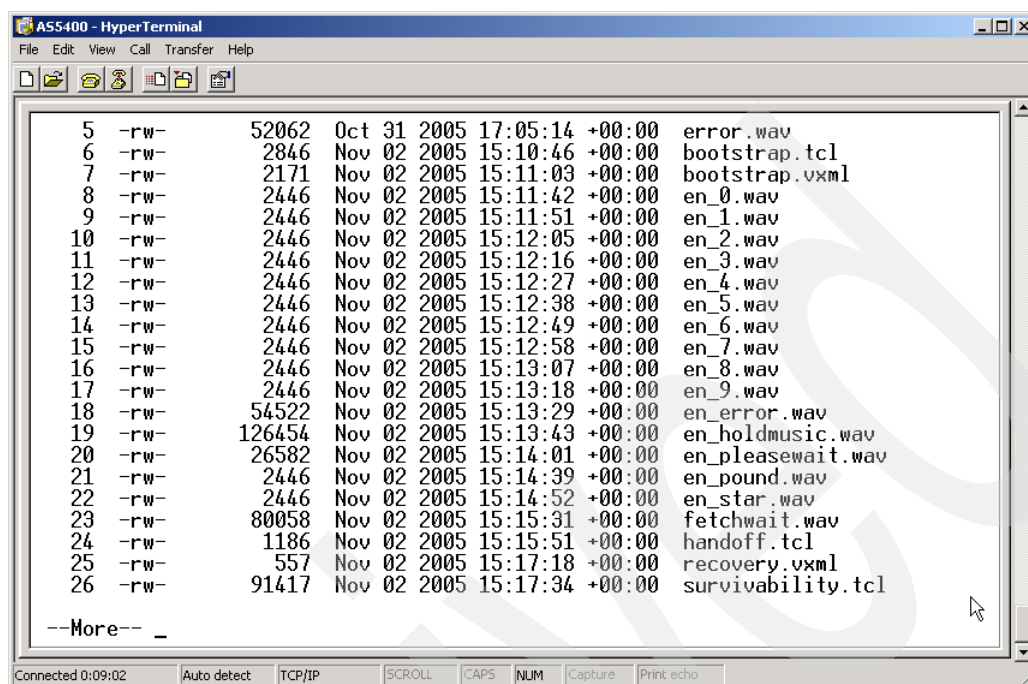 AS5400 - HyperTerminal
File Edit View Call Transfer Help
5 -rw- 52062 Oct 31 2005 17:05:14 +00:00 error.wav
6 -rw- 2846 Nov 02 2005 15:10:46 +00:00 bootstrap.tcl
7 -rw- 2171 Nov 02 2005 15:11:03 +00:00 bootstrap.vxml
8 -rw- 2446 Nov 02 2005 15:11:42 +00:00 en_0.wav
9 -rw- 2446 Nov 02 2005 15:11:51 +00:00 en_1.wav
10 -rw- 2446 Nov 02 2005 15:12:05 +00:00 en_2.wav
11 -rw- 2446 Nov 02 2005 15:12:16 +00:00 en_3.wav
12 -rw- 2446 Nov 02 2005 15:12:27 +00:00 en_4.wav
13 -rw- 2446 Nov 02 2005 15:12:38 +00:00 en_5.wav
14 -rw- 2446 Nov 02 2005 15:12:49 +00:00 en_6.wav
15 -rw- 2446 Nov 02 2005 15:12:58 +00:00 en_7.wav
16 -rw- 2446 Nov 02 2005 15:13:07 +00:00 en_8.wav
17 -rw- 2446 Nov 02 2005 15:13:18 +00:00 en_9.wav
18 -rw- 54522 Nov 02 2005 15:13:29 +00:00 en_error.wav
19 -rw- 126454 Nov 02 2005 15:13:43 +00:00 en_holdmusic.wav
20 -rw- 26582 Nov 02 2005 15:14:01 +00:00 en_pleasewait.wav
21 -rw- 2446 Nov 02 2005 15:14:39 +00:00 en_pound.wav
22 -rw- 2446 Nov 02 2005 15:14:52 +00:00 en_star.wav
23 -rw- 80058 Nov 02 2005 15:15:31 +00:00 fetchwait.wav
24 -rw- 1186 Nov 02 2005 15:15:51 +00:00 handoff.tcl
25 -rw- 557 Nov 02 2005 15:17:18 +00:00 recovery.vxml
26 -rw- 91417 Nov 02 2005 15:17:34 +00:00 survivability.tcl
--More-- _
Connected 0:09:02 Auto detect TCP/IP SCROLL CAPS NUM Capture Print echo